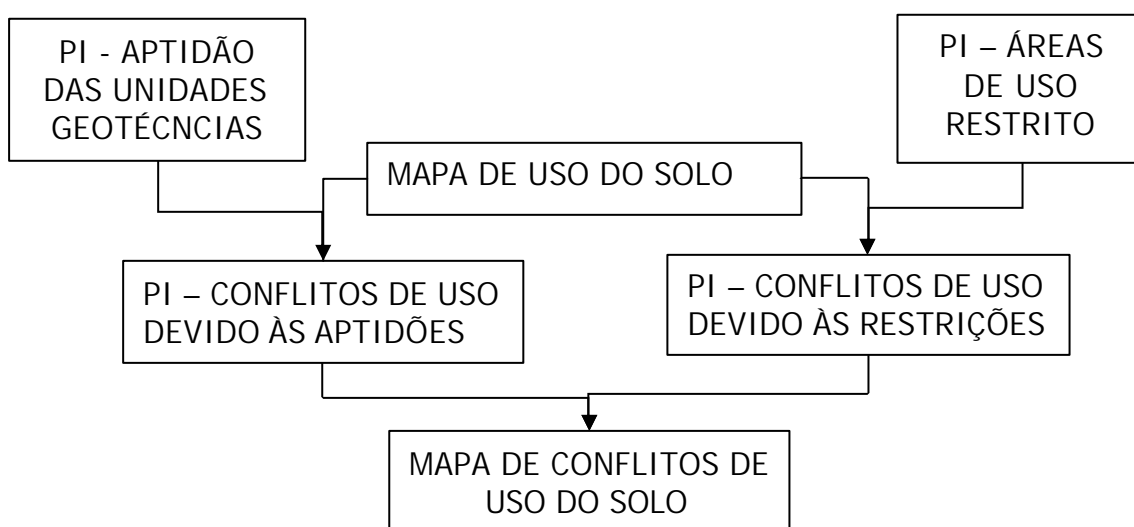 PI - APTIDÃO
DAS UNIDADES
GEOTÉCNCIAS
PI – ÁREAS
DE USO
RESTRITO
MAPA DE USO DO SOLO
PI – CONFLITOS DE USO
DEVIDO ÀS APTIDÕES
PI – CONFLITOS DE USO
DEVIDO ÀS RESTRIÇÕES
MAPA DE CONFLITOS DE
USO DO SOLO